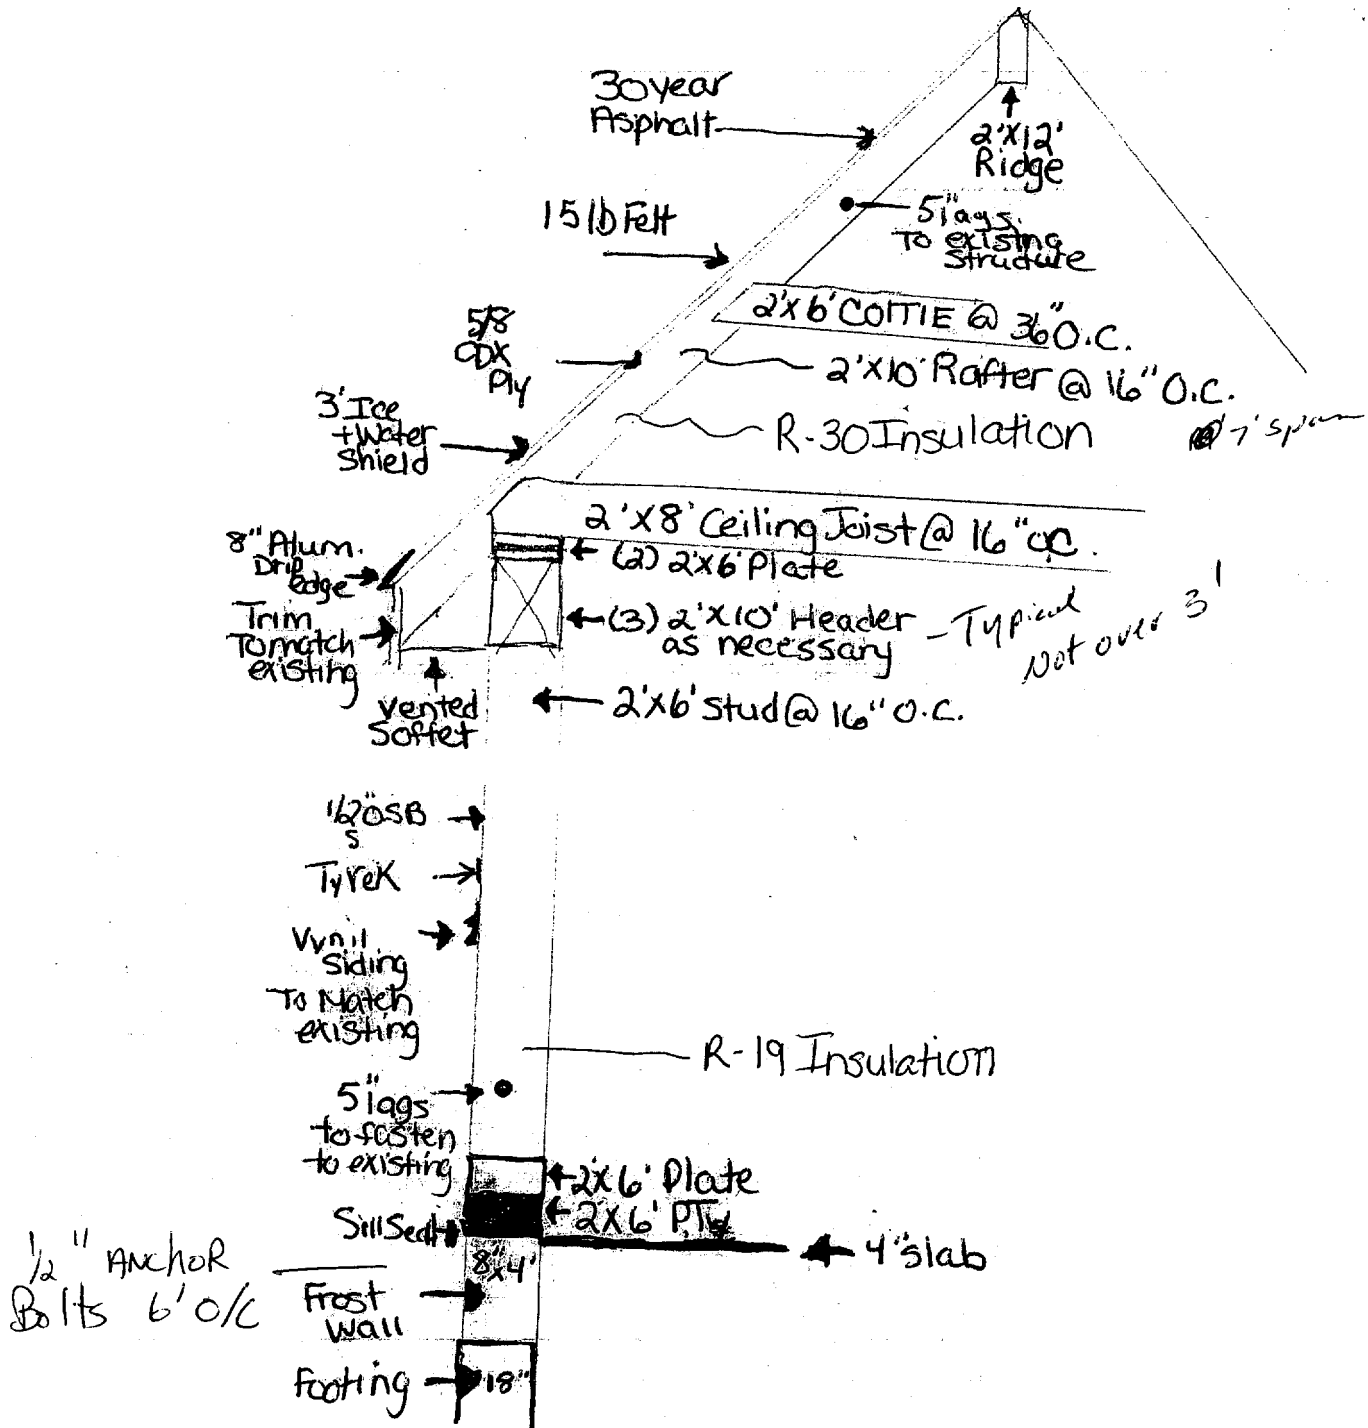 30 year
Asphalt
2'X12'
Ridge
15 lb Felt
5" lags
To existing
Structure
2'X6' COITIE @ 36" O.C.
5/8
CDX
Ply
2'X10' Rafter @ 16" O.C.
7' span
3' Ice
+ Water
Shield
R-30 Insulation
2'X8' Ceiling Joist @ 16" O.C.
8" Alum.
Drip
edge
(2) 2'X6' Plate
Trim
To match
existing
(3) 2'X10' Header
as necessary
- Typical
Not over 3'
Vented
Soffet
2'X6' Stud @ 16" O.C.
1/2" OSB
s
TyveK
Vynil
Siding
To Match
existing
R-19 Insulation
5" lags
to fasten
to existing
2'X6' Plate
2'X6' PT
Sill Seal
4" slab
8"x4'
1/2" ANCHOR
Bolts 6' O/C
Frost
Wall
Footing
18"